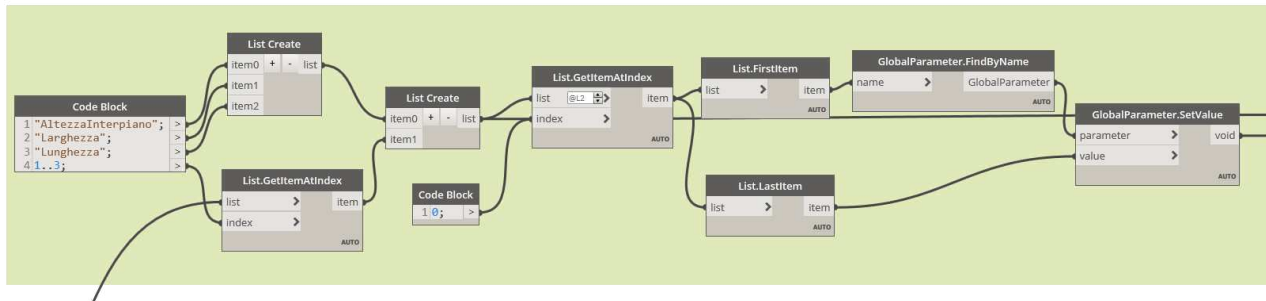 List Create
item0 + - list
item1
item2
Code Block
1 "AltezzaInterpiano"; >
2 "Larghezza"; >
3 "Lunghezza"; >
4 1..3; >
List.GetItemAtIndex
list > item
index >
AUTO
List Create
item0 + - list
item1
Code Block
1 0; >
List.GetItemAtIndex
list @L2 > item
index >
AUTO
List.FirstItem
list > item
AUTO
List.LastItem
list > item
AUTO
GlobalParameter.FindByName
name > GlobalParameter
AUTO
GlobalParameter.SetValue
parameter > void
value >
AUTO